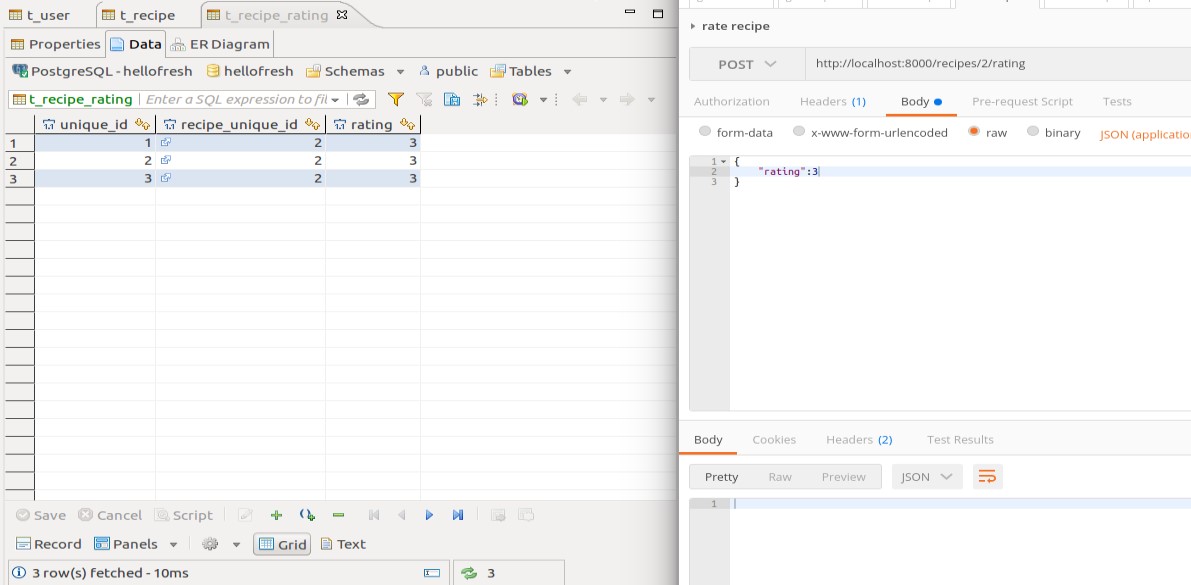 t_user
t_recipe
t_recipe_rating
Properties
Data
ER Diagram
PostgreSQL - hellofresh
hellofresh
Schemas
public
Tables
t_recipe_rating
Enter a SQL expression to fil
unique_id
recipe_unique_id
rating
1 1 2 3
2 2 2 3
3 3 2 3
Save
Cancel
Script
Record
Panels
Grid
Text
3 row(s) fetched - 10ms
3
rate recipe
POST
http://localhost:8000/recipes/2/rating
Authorization
Headers (1)
Body
Pre-request Script
Tests
form-data
x-www-form-urlencoded
raw
binary
JSON (applicatio
1 {
2 "rating":3
3 }
Body
Cookies
Headers (2)
Test Results
Pretty
Raw
Preview
JSON
1